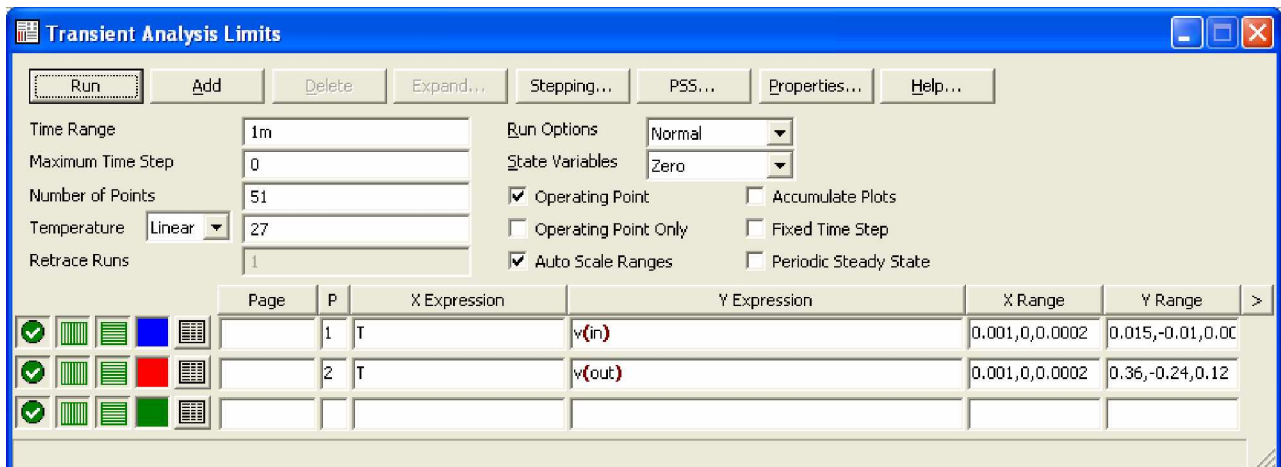 Transient Analysis Limits
Run Add Delete Expand... Stepping... PSS... Properties... Help...
Time Range 1m Run Options Normal
Maximum Time Step 0 State Variables Zero
Number of Points 51 Operating Point Accumulate Plots
Temperature Linear 27 Operating Point Only Fixed Time Step
Retrace Runs 1 Auto Scale Ranges Periodic Steady State
Page P X Expression Y Expression X Range Y Range >
1 T v(in) 0.001,0,0.0002 0.015,-0.01,0.00
2 T v(out) 0.001,0,0.0002 0.36,-0.24,0.12